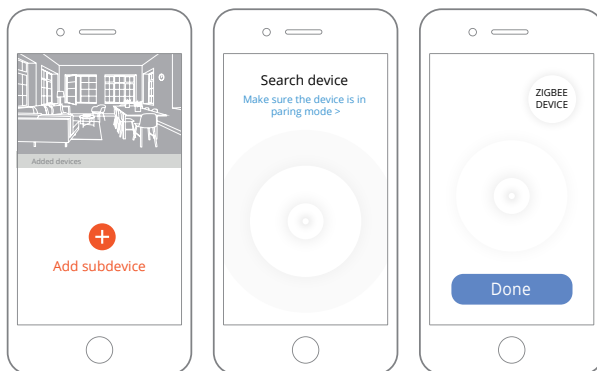 Added devices
Add subdevice
Search device
Make sure the device is in
paring mode >
ZIGBEE
DEVICE
Done